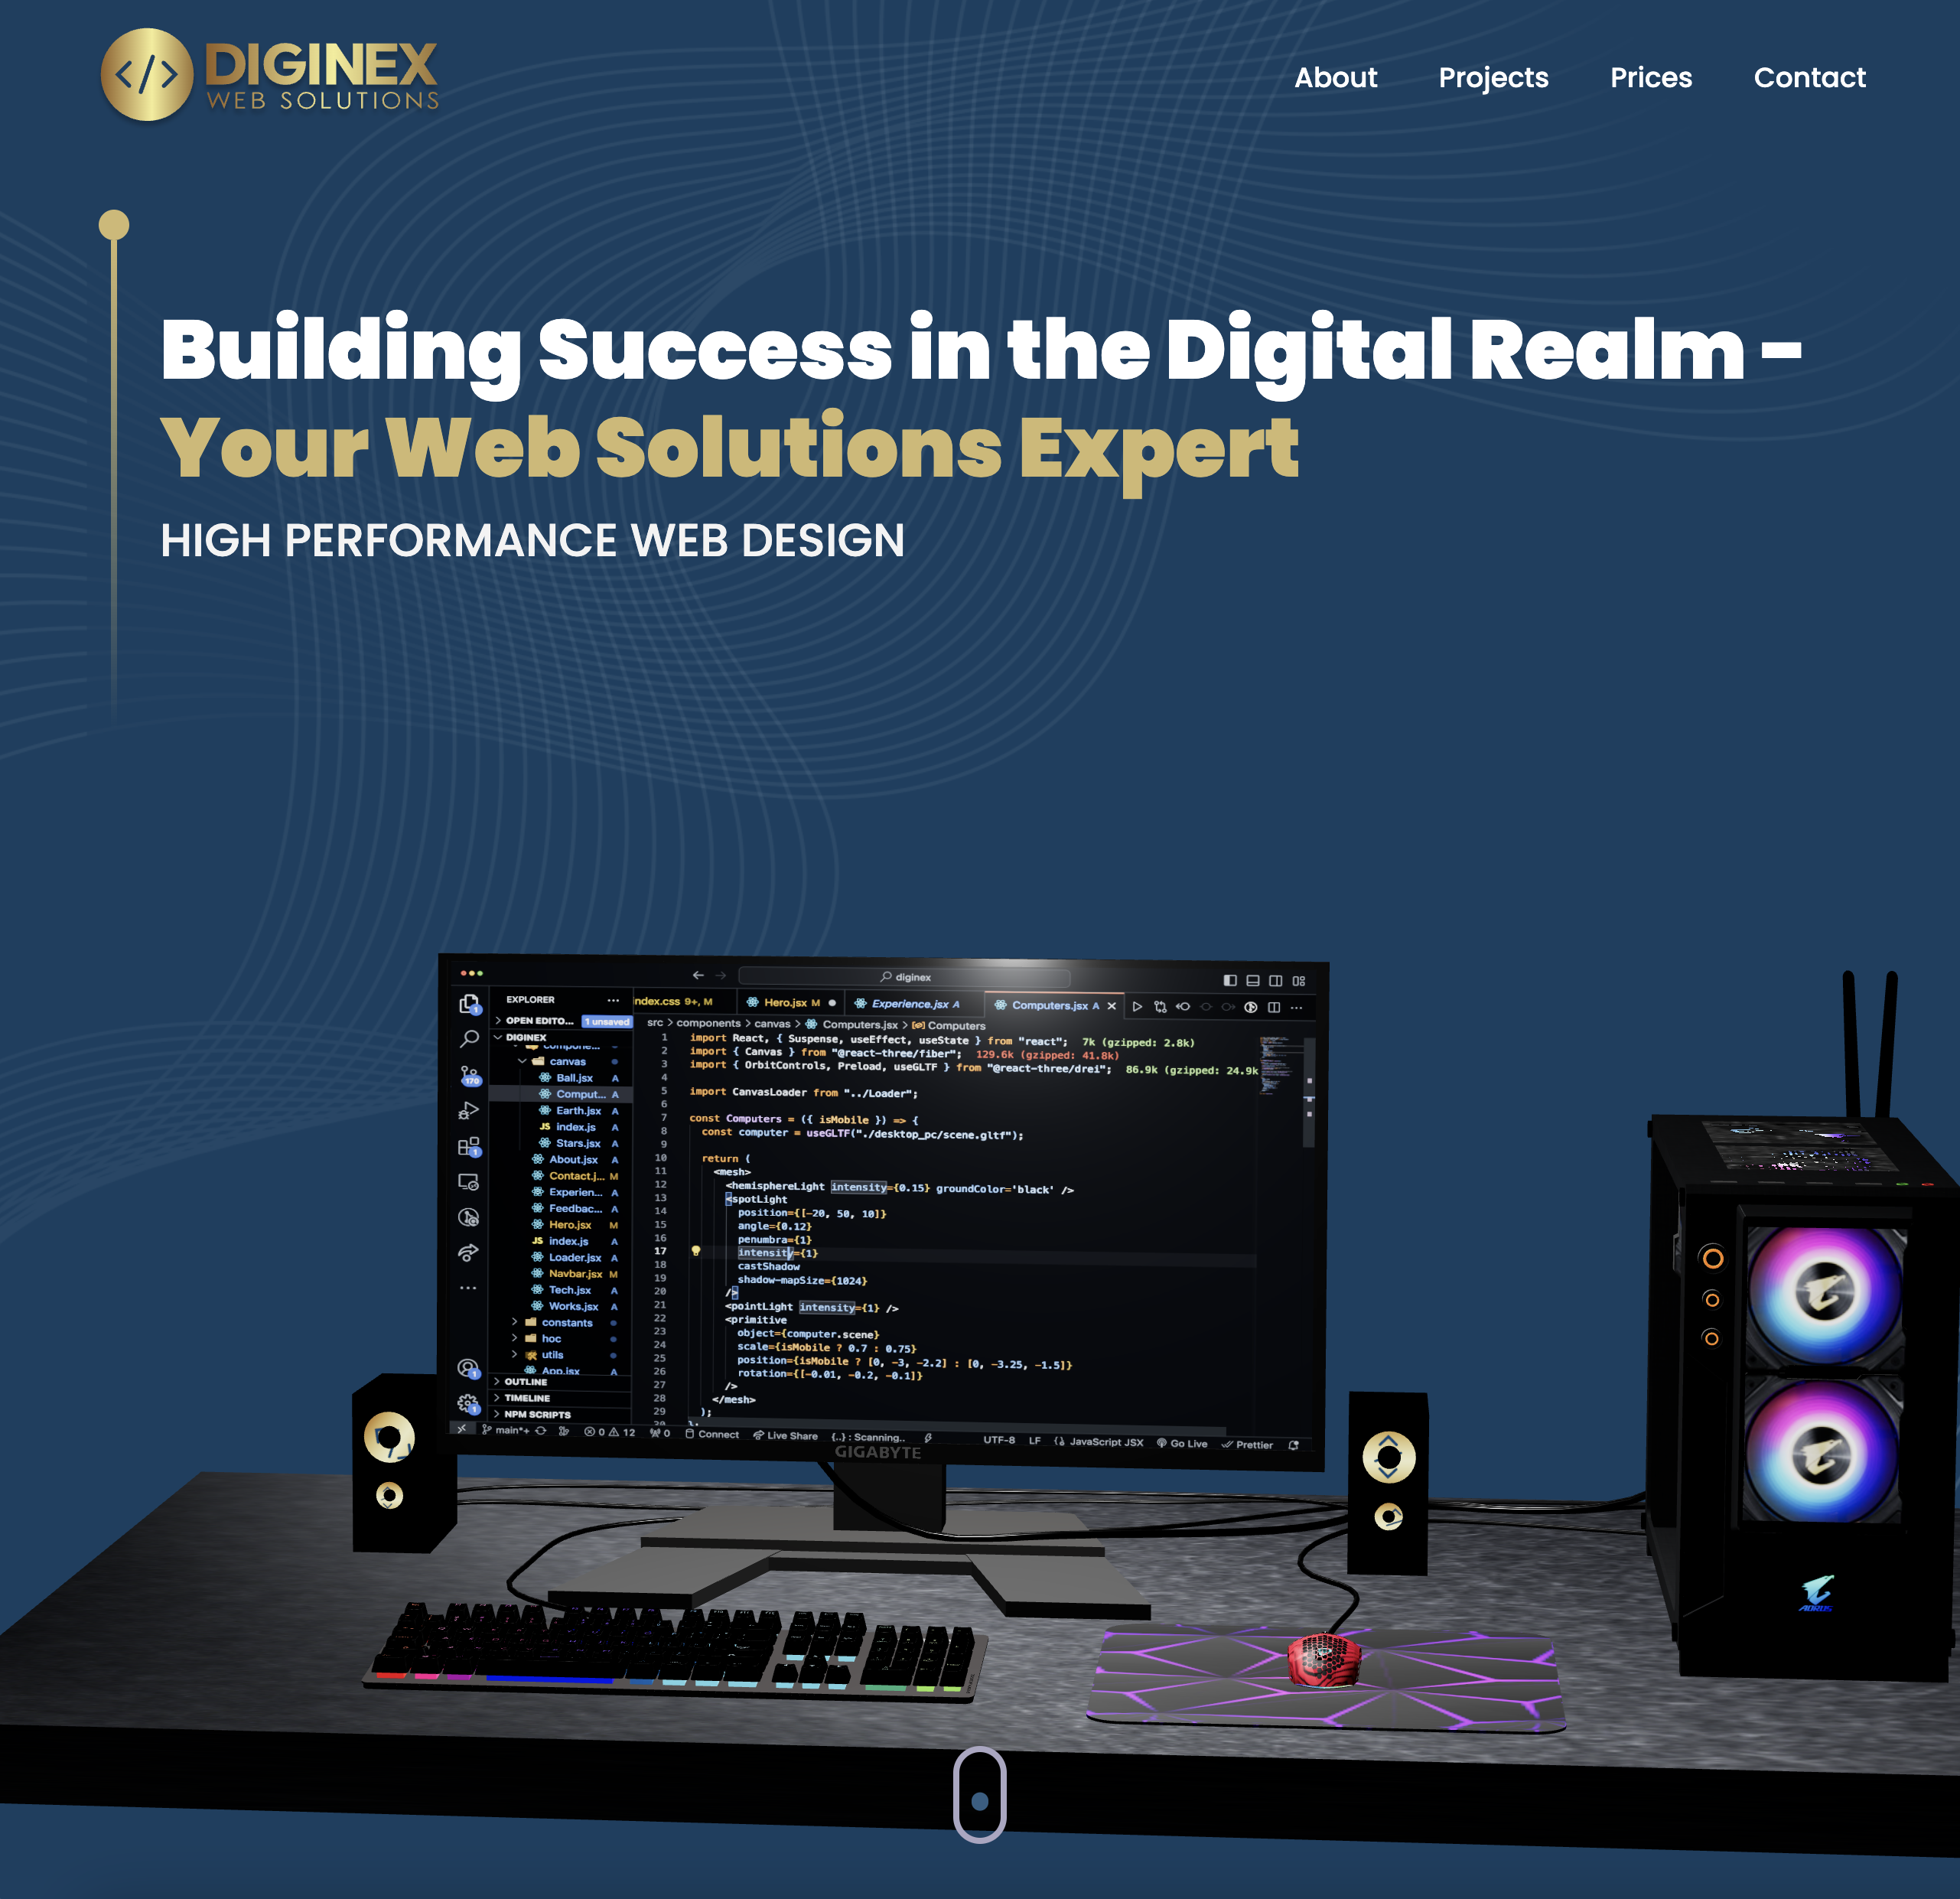 DIGINEX
WEB SOLUTIONS
About Projects Prices Contact
Building Success in the Digital Realm -
Your Web Solutions Expert
HIGH PERFORMANCE WEB DESIGN
diginex
EXPLORER
OPEN EDITO... 1 unsaved
DIGINEX
canvas
Ball.jsx A
Comput... A
Earth.jsx A
JS index.js A
Stars.jsx A
About.jsx A
Contact.j... M
Experien... A
Feedbac... A
Hero.jsx M
JS index.js A
Loader.jsx A
Navbar.jsx M
Tech.jsx A
Works.jsx A
constants
hoc
utils
App.jsx A
OUTLINE
TIMELINE
NPM SCRIPTS
170
ndex.css 9+, M Hero.jsx M Experience.jsx A Computers.jsx A
src > components > canvas > Computers.jsx > Computers
1 import React, { Suspense, useEffect, useState } from "react"; 7k (gzipped: 2.8k)
2 import { Canvas } from "@react-three/fiber"; 129.6k (gzipped: 41.8k)
3 import { OrbitControls, Preload, useGLTF } from "@react-three/drei"; 86.9k (gzipped: 24.9k
4
5 import CanvasLoader from "../Loader";
6
7 const Computers = ({ isMobile }) => {
8 const computer = useGLTF("./desktop_pc/scene.gltf");
9
10 return (
11 <mesh>
12 <hemisphereLight intensity={0.15} groundColor='black' />
13 <spotLight
14 position={[-20, 50, 10]}
15 angle={0.12}
16 penumbra={1}
17 intensity={1}
18 castShadow
19 shadow-mapSize={1024}
20 />
21 <pointLight intensity={1} />
22 <primitive
23 object={computer.scene}
24 scale={isMobile ? 0.7 : 0.75}
25 position={isMobile ? [0, -3, -2.2] : [0, -3.25, -1.5]}
26 rotation={[-0.01, -0.2, -0.1]}
27 />
28 </mesh>
29 );
main*+ 0 12 0 Connect Live Share {..} : Scanning.. UTF-8 LF JavaScript JSX Go Live Prettier
GIGABYTE
AORUS